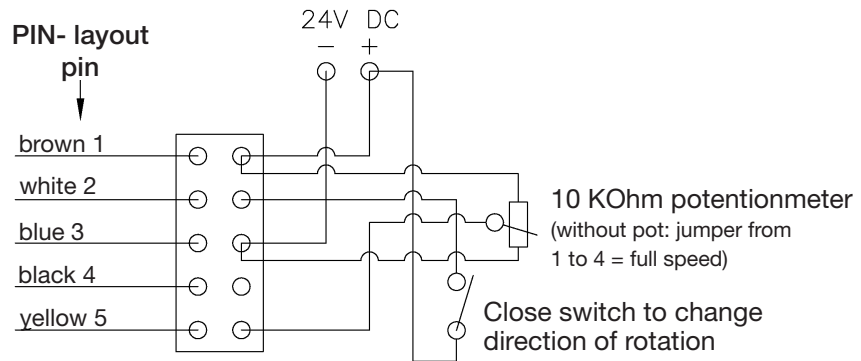 24V DC
− +
PIN- layout
pin
brown 1
white 2
blue 3
black 4
yellow 5
10 KOhm potentionmeter
(without pot: jumper from
1 to 4 = full speed)
Close switch to change
direction of rotation